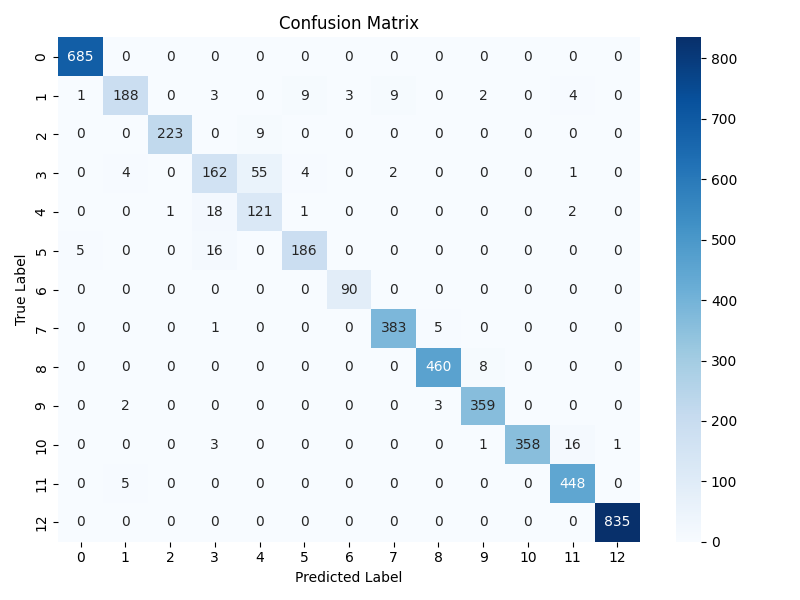 Confusion Matrix
0 685 0 0 0 0 0 0 0 0 0 0 0 0
1 1 188 0 3 0 9 3 9 0 2 0 4 0
2 0 0 223 0 9 0 0 0 0 0 0 0 0
3 0 4 0 162 55 4 0 2 0 0 0 1 0
4 0 0 1 18 121 1 0 0 0 0 0 2 0
5 5 0 0 16 0 186 0 0 0 0 0 0 0
6 0 0 0 0 0 0 90 0 0 0 0 0 0
7 0 0 0 1 0 0 0 383 5 0 0 0 0
8 0 0 0 0 0 0 0 0 460 8 0 0 0
9 0 2 0 0 0 0 0 0 3 359 0 0 0
10 0 0 0 3 0 0 0 0 0 1 358 16 1
11 0 5 0 0 0 0 0 0 0 0 0 448 0
12 0 0 0 0 0 0 0 0 0 0 0 0 835
0 1 2 3 4 5 6 7 8 9 10 11 12
Predicted Label
True Label
800
700
600
500
400
300
200
100
0